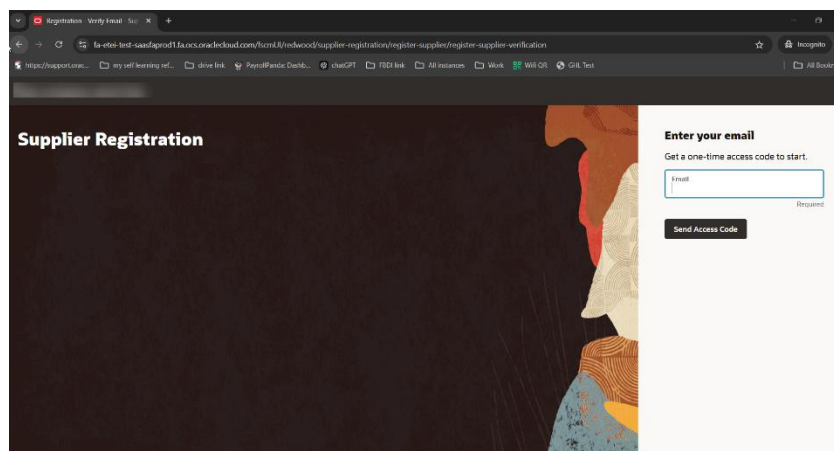 Registration - Verify Email - Sup
fa-etei-test-saasfaprod1.fa.ocs.oraclecloud.com/fscmUI/redwood/supplier-registration/register-supplier/register-supplier-verification
Incognito
https://support.orac... my self learning ref... drive link PayrollPanda: Dashb... chatGPT FBDI link All instances Work Wifi QR GHL Test All Bookr
Supplier Registration
Enter your email
Get a one-time access code to start.
Email
Required
Send Access Code